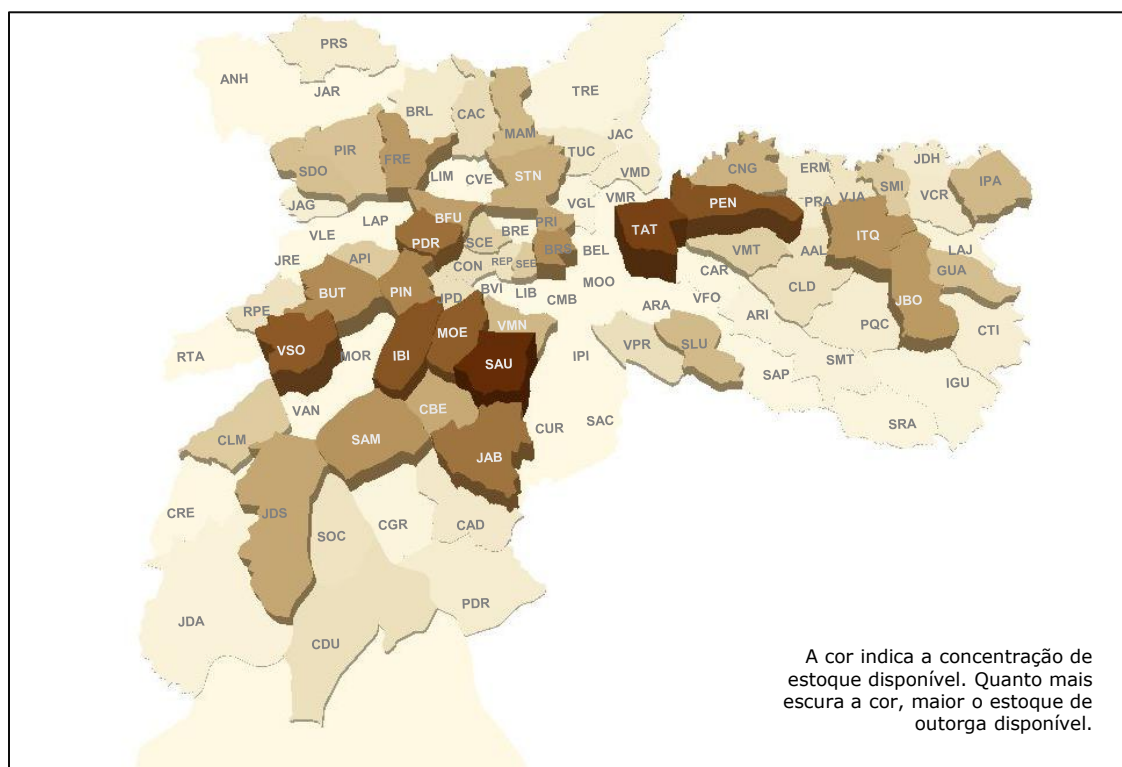 PRS
ANH
JAR
TRE
BRL
CAC
MAM
JAC
PIR
FRE
TUC
SDO
LIM
CVE
STN
VMD
CNG
ERM
JDH
SMI
IPA
VJA
VCR
JAG
VGL
VMR
PEN
PRA
LAP
BFU
PRI
VLE
PDR
SCE
BRE
TAT
ITQ
BRS
BEL
VMT
AAL
LAJ
JRE
API
CON
REP
SEE
CAR
GUA
BUT
PIN
JPD
BVI
LIB
CMB
MOO
CLD
RPE
ARA
VFO
JBO
ARI
PQC
VMN
MOE
CTI
RTA
VSO
MOR
IBI
SAU
IPI
VPR
SLU
SMT
SAP
IGU
VAN
CBE
CLM
SAM
CUR
SAC
SRA
JAB
CRE
JDS
SOC
CGR
CAD
PDR
JDA
CDU
A cor indica a concentração de
estoque disponível. Quanto mais
escura a cor, maior o estoque de
outorga disponível.